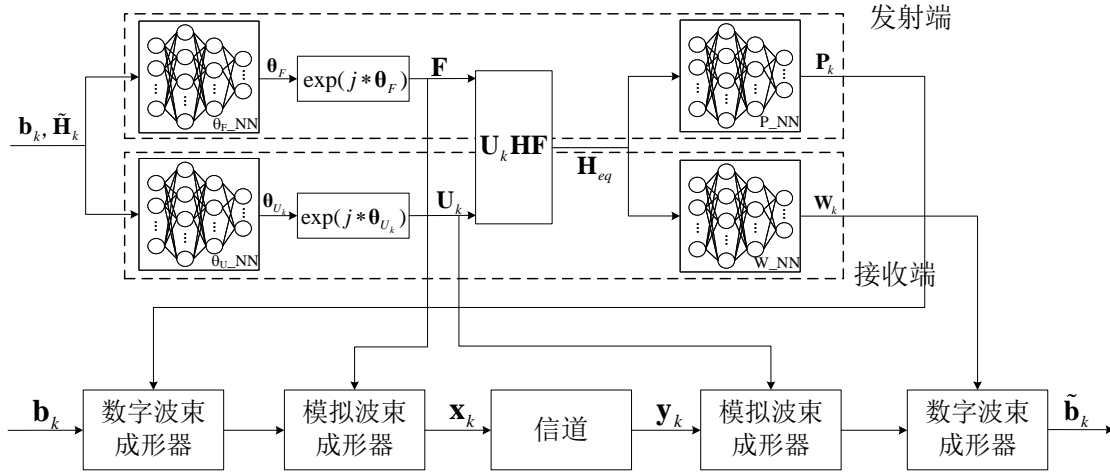 发射端
b_k, H̃_k
θ_F_NN
θ_F
exp(j*θ_F)
F
U_k HF
H_eq
P_NN
P_k
θ_U_NN
θ_{U_k}
exp(j*θ_{U_k})
U_k
W_NN
W_k
接收端
b_k
数字波束
成形器
模拟波束
成形器
x_k
信道
y_k
模拟波束
成形器
数字波束
成形器
b̃_k